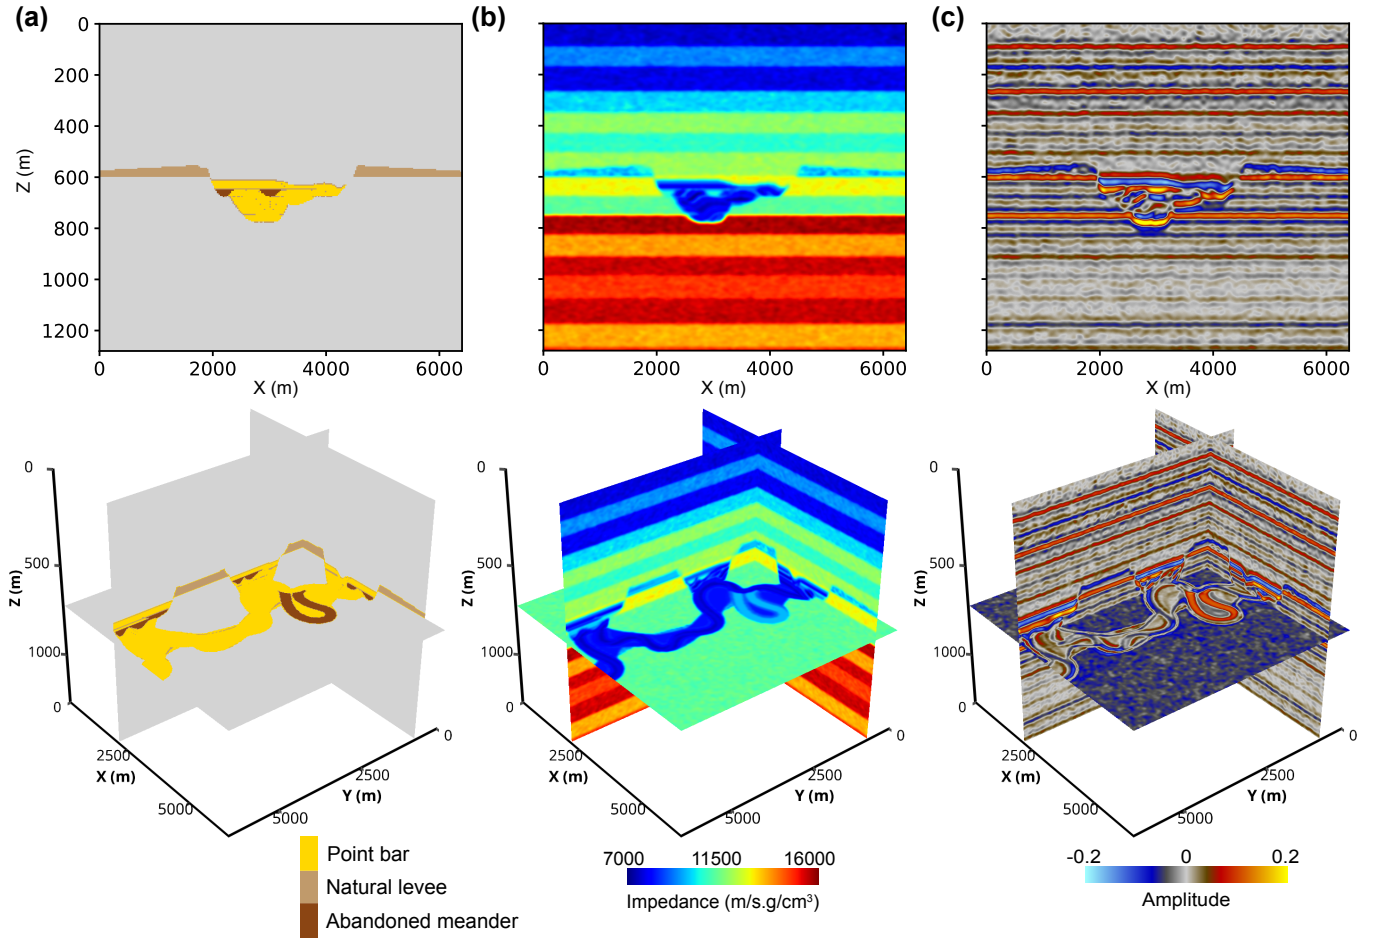 (a)
0
200
400
600
800
1000
1200
Z (m)
0 2000 4000 6000
X (m)
(b)
0 2000 4000 6000
X (m)
(c)
0 2000 4000 6000
X (m)
0
500
1000
Z (m)
0
2500
5000
X (m)
0
2500
5000
Y (m)
0
500
1000
Z (m)
0
2500
5000
X (m)
0
2500
5000
Y (m)
0
500
1000
Z (m)
0
2500
5000
X (m)
0
2500
5000
Y (m)
Point bar
Natural levee
Abandoned meander
7000 11500 16000
Impedance (m/s.g/cm³)
-0.2 0 0.2
Amplitude